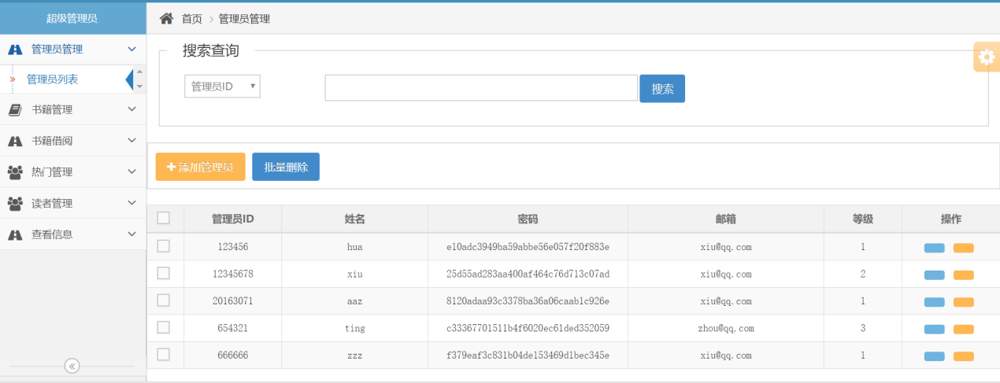 超级管理员
首页 管理员管理
管理员管理
管理员列表
书籍管理
书籍借阅
热门管理
读者管理
查看信息
搜索查询
管理员ID 搜索
添加管理员 批量删除
管理员ID 姓名 密码 邮箱 等级 操作
123456 hua e10adc3949ba59abbe56e057f20f883e xiu@qq.com 1
12345678 xiu 25d55ad283aa400af464c76d713c07ad xiu@qq.com 2
20163071 aaz 8120adaa93c3378ba36a06caab1c926e xiu@qq.com 1
654321 ting c33367701511b4f6020ec61ded352059 zhou@qq.com 3
666666 zzz f379eaf3c831b04de153469d1bec345e xiu@qq.com 1